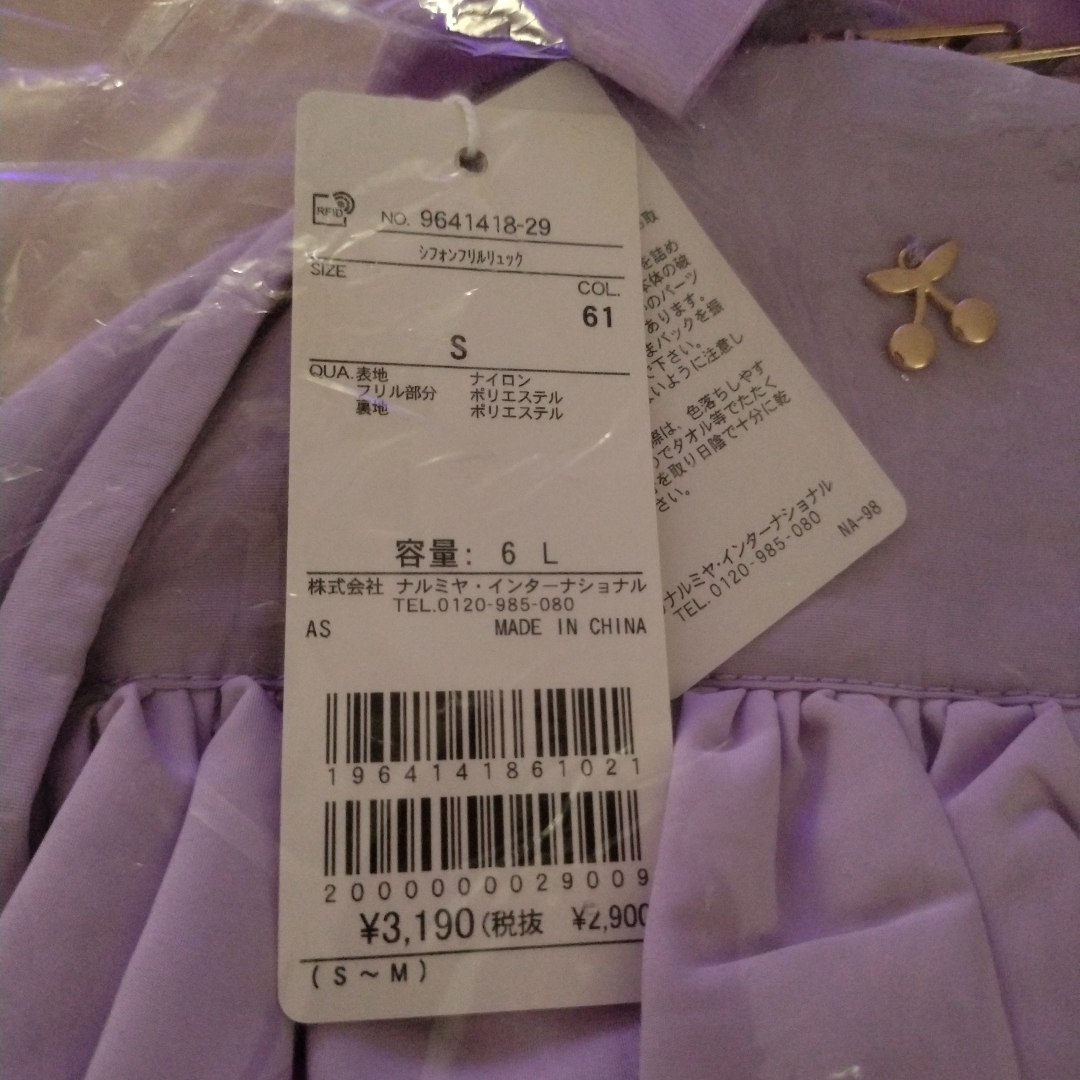 RFID
NO. 9641418-29
シフォンフリルリュック
SIZE
COL.
61
S
QUA. 表地 ナイロン
フリル部分 ポリエステル
裏地 ポリエステル
容量: 6 L
株式会社 ナルミヤ・インターナショナル
TEL.0120-985-080
AS MADE IN CHINA
1964141861021
2000000029009
¥3,190(税抜 ¥2,900
(S~M)
取
を詰め
本体の破
のパーツ
あります。
まバックを振
下さい。
いように注意し
際は、色落ちしやす
のでタオル等でたたく
を取り日陰で十分に乾
さい。
ナルミヤ・インターナショナル
TEL.0120-985-080
NA-98